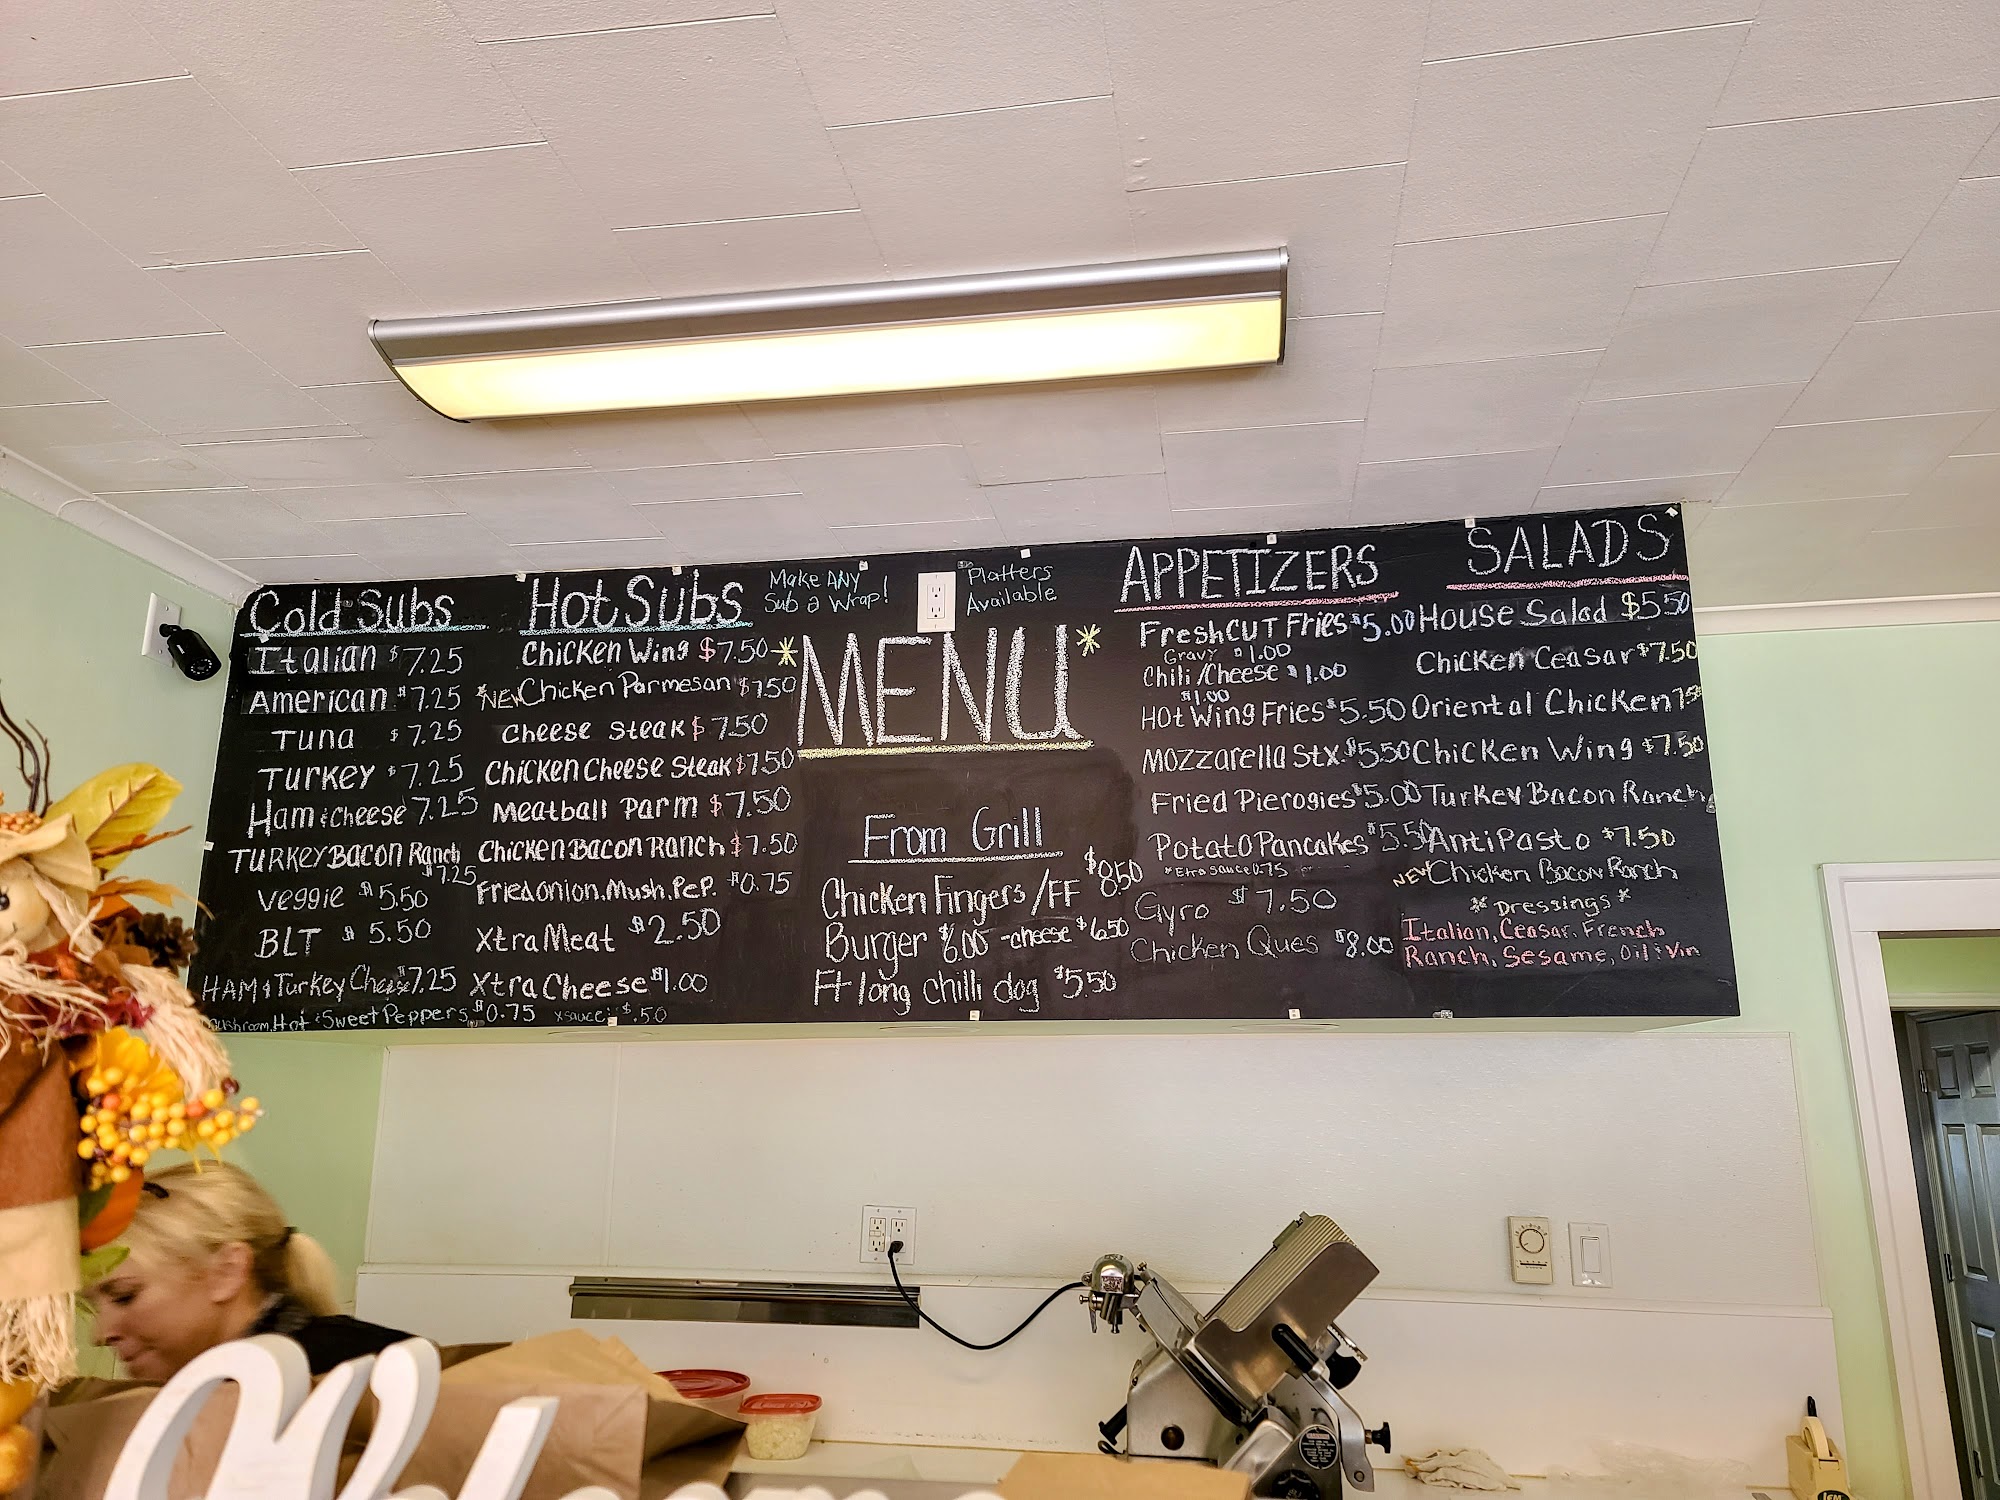 Cold Subs
Italian $7.25
American $7.25
Tuna $7.25
Turkey $7.25
Ham & cheese 7.25
Turkey Bacon Ranch
$7.25
Veggie $5.50
BLT $5.50
HAM & Turkey Cheese $7.25
Mushroom, Hot & Sweet Peppers $0.75
xsauce: $.50
Hot Subs
Chicken Wing $7.50
*NEW Chicken Parmesan $7.50
Cheese Steak $7.50
Chicken Cheese Steak $7.50
Meatball Parm $7.50
Chicken Bacon Ranch $7.50
Fried onion, Mush, Pep. $0.75
Xtra Meat $2.50
Xtra Cheese $1.00
Make ANY
Sub a Wrap!
Platters
Available
*MENU*
From Grill
Chicken Fingers /FF $8.50
Burger $6.00 -cheese $6.50
Ft long chilli dog $5.50
APPETIZERS
Fresh CUT Fries $5.00
Gravy $1.00
Chili/Cheese $1.00
$1.00
Hot Wing Fries $5.50
Mozzarella Stx. $5.50
Fried Pierogies $5.00
Potato Pancakes $5.50
*Etra sauce 0.75
Gyro $7.50
Chicken Ques $8.00
SALADS
House Salad $5.50
Chicken Ceasar $7.50
Oriental Chicken 7.50
Chicken Wing $7.50
Turkey Bacon Ranch
AntiPasto $7.50
NEW Chicken Bacon Ranch
* Dressings *
Italian, Ceasar, French
Ranch, Sesame, Oil & Vin